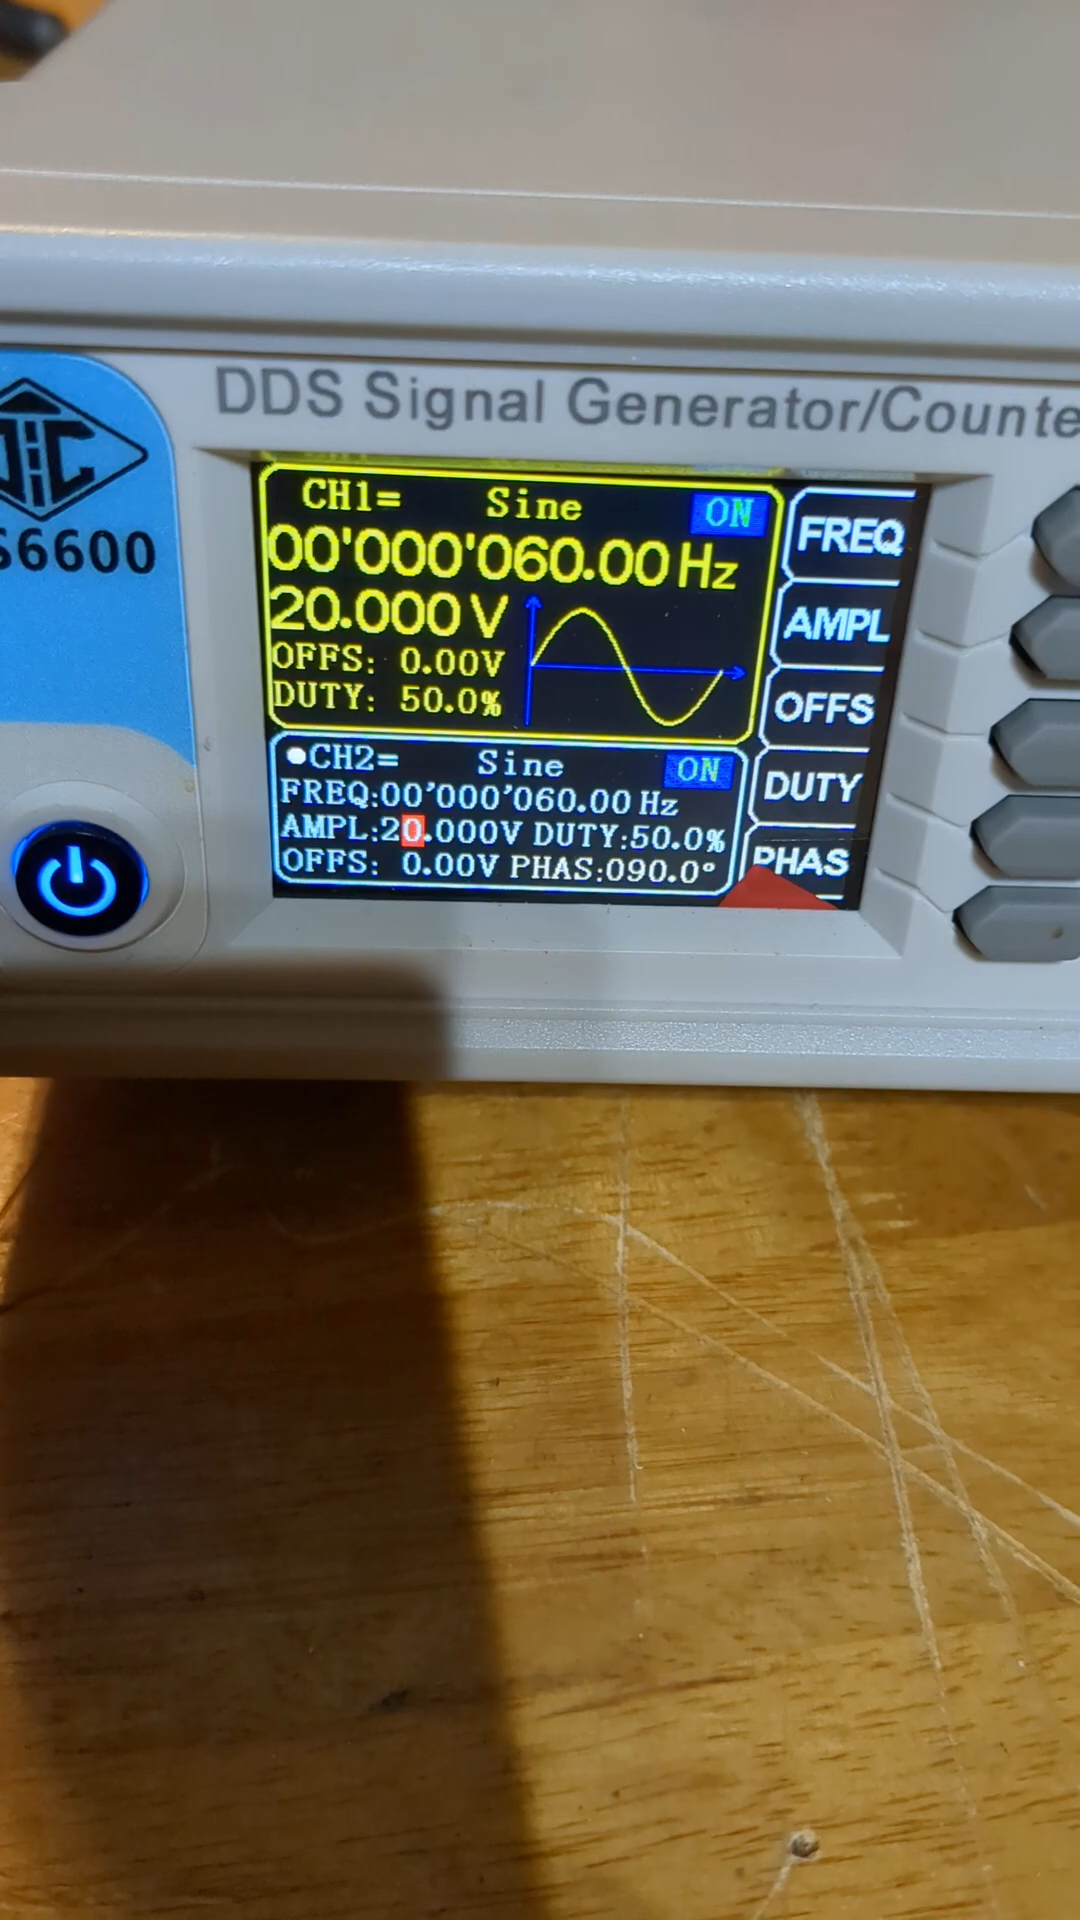 DDS Signal Generator/Counte
S6600
CH1= Sine ON
00'000'060.00 Hz
20.000 V
OFFS: 0.00V
DUTY: 50.0%
CH2= Sine ON
FREQ:00'000'060.00 Hz
AMPL:20.000V DUTY:50.0%
OFFS: 0.00V PHAS:090.0°
FREQ
AMPL
OFFS
DUTY
PHAS